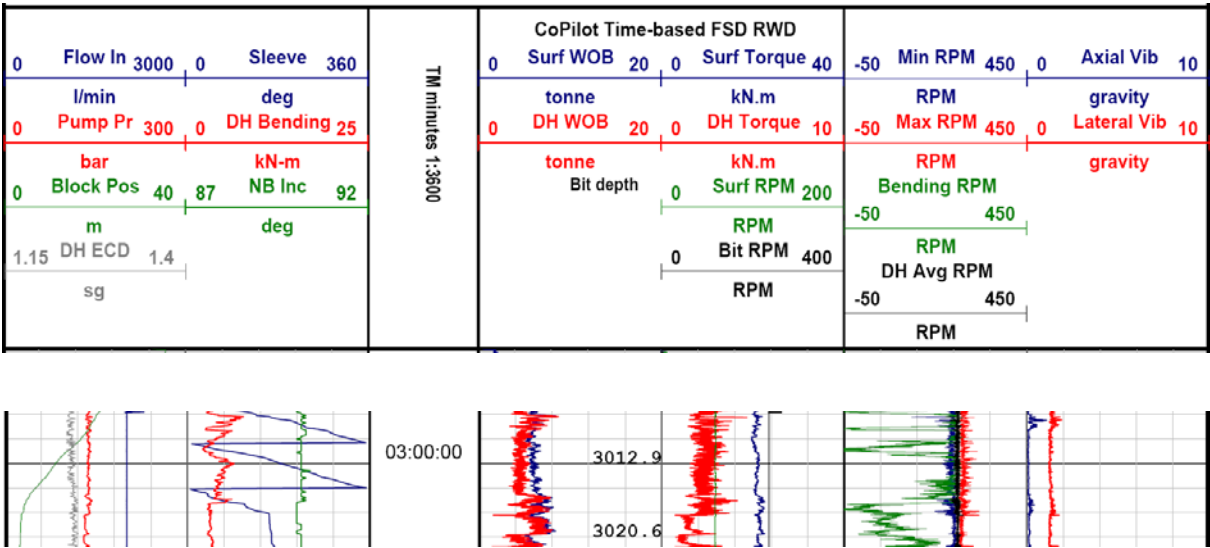 CoPilot Time-based FSD RWD
0 Flow In 3000 0 Sleeve 360
l/min deg
0 Pump Pr 300 0 DH Bending 25
bar kN-m
0 Block Pos 40 87 NB Inc 92
m deg
1.15 DH ECD 1.4
sg
TM minutes 1:3600
0 Surf WOB 20 0 Surf Torque 40
tonne kN.m
0 DH WOB 20 0 DH Torque 10
tonne kN.m
Bit depth 0 Surf RPM 200
RPM
0 Bit RPM 400
RPM
-50 Min RPM 450 0 Axial Vib 10
RPM gravity
-50 Max RPM 450 0 Lateral Vib 10
RPM gravity
Bending RPM
-50 450
RPM
DH Avg RPM
-50 450
RPM
03:00:00
3012.9
3020.6